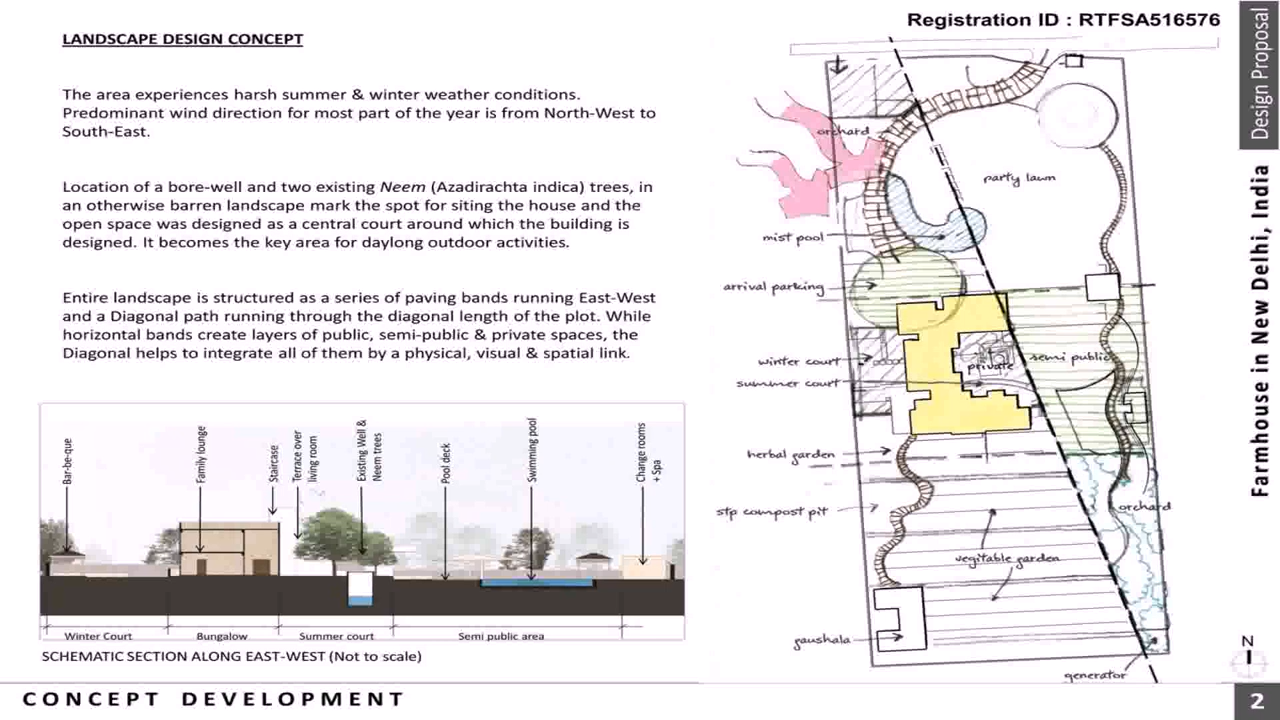 Registration ID : RTFSA516576
LANDSCAPE DESIGN CONCEPT
The area experiences harsh summer & winter weather conditions.
Predominant wind direction for most part of the year is from North-West to
South-East.
Location of a bore-well and two existing Neem (Azadirachta indica) trees, in
an otherwise barren landscape mark the spot for siting the house and the
open space was designed as a central court around which the building is
designed. It becomes the key area for daylong outdoor activities.
Entire landscape is structured as a series of paving bands running East-West
and a Diagonal path running through the diagonal length of the plot. While
horizontal bands create layers of public, semi-public & private spaces, the
Diagonal helps to integrate all of them by a physical, visual & spatial link.
Bar-be-que
Family lounge
Staircase
Terrace over
living room
Existing Well &
Neem trees
Pool deck
Swimming pool
Change rooms
+ Spa
Winter Court
Bungalow
Summer court
Semi public area
SCHEMATIC SECTION ALONG EAST-WEST (Not to scale)
orchard
party lawn
mist pool
arrival parking
winter court
private
semi public
summer court
herbal garden
stp compost pit
orchard
vegitable garden
gaushala
generator
N
Design Proposal
Farmhouse in New Delhi, India
CONCEPT DEVELOPMENT
2